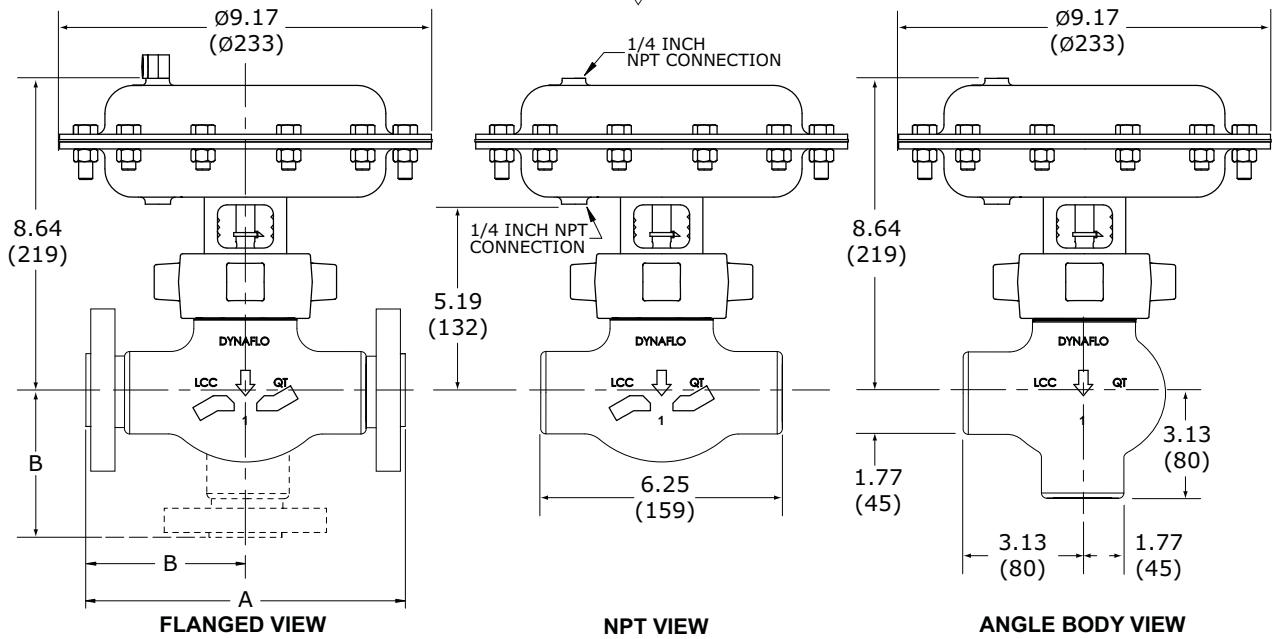 Ø9.17
(Ø233)
8.64
(219)
DYNAFLO
LCC
QT
1
B
B
A
FLANGED VIEW
1/4 INCH
NPT CONNECTION
1/4 INCH NPT
CONNECTION
5.19
(132)
DYNAFLO
LCC
QT
1
6.25
(159)
NPT VIEW
Ø9.17
(Ø233)
8.64
(219)
DYNAFLO
LCC
QT
1
3.13
(80)
1.77
(45)
3.13
(80)
1.77
(45)
ANGLE BODY VIEW